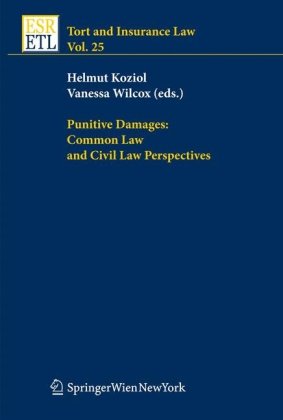 ESR
ETL
Tort and Insurance Law
Vol. 25
Helmut Koziol
Vanessa Wilcox (eds.)
Punitive Damages:
Common Law
and Civil Law Perspectives
SpringerWienNewYork